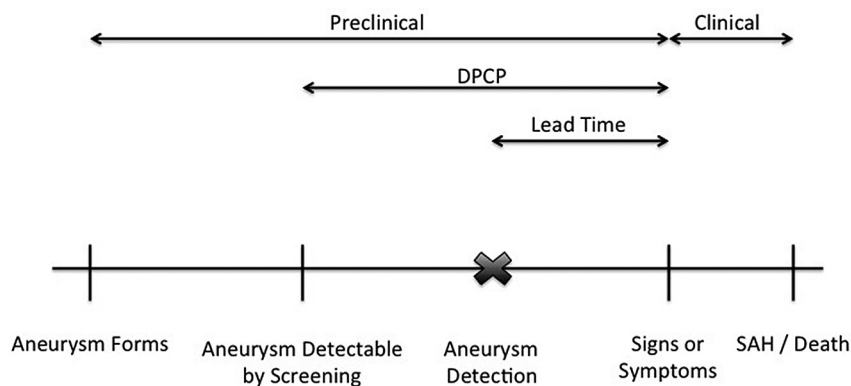 Preclinical
Clinical
DPCP
Lead Time
Aneurysm Forms
Aneurysm Detectable
by Screening
Aneurysm
Detection
Signs or
Symptoms
SAH / Death